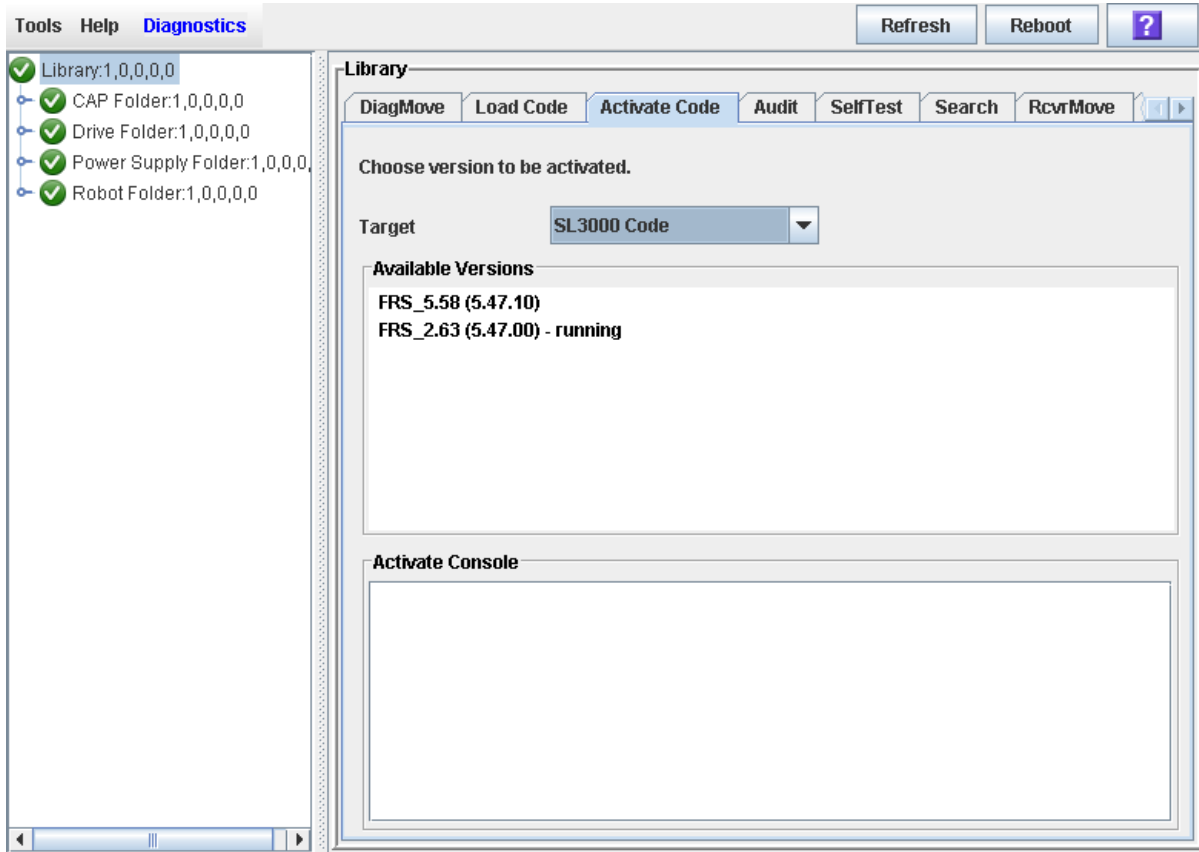 Tools Help Diagnostics Refresh Reboot ?
Library:1,0,0,0,0
CAP Folder:1,0,0,0,0
Drive Folder:1,0,0,0,0
Power Supply Folder:1,0,0,0,
Robot Folder:1,0,0,0,0
Library
DiagMove Load Code Activate Code Audit SelfTest Search RcvrMove
Choose version to be activated.
Target SL3000 Code
Available Versions
FRS_5.58 (5.47.10)
FRS_2.63 (5.47.00) - running
Activate Console